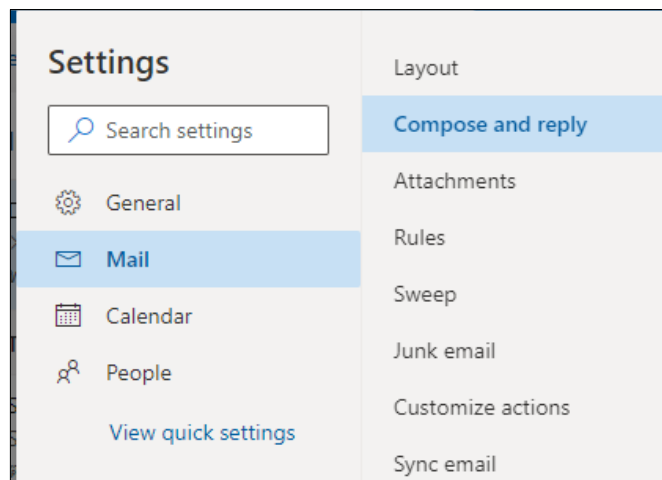 Settings
Search settings
General
Mail
Calendar
People
View quick settings
Layout
Compose and reply
Attachments
Rules
Sweep
Junk email
Customize actions
Sync email